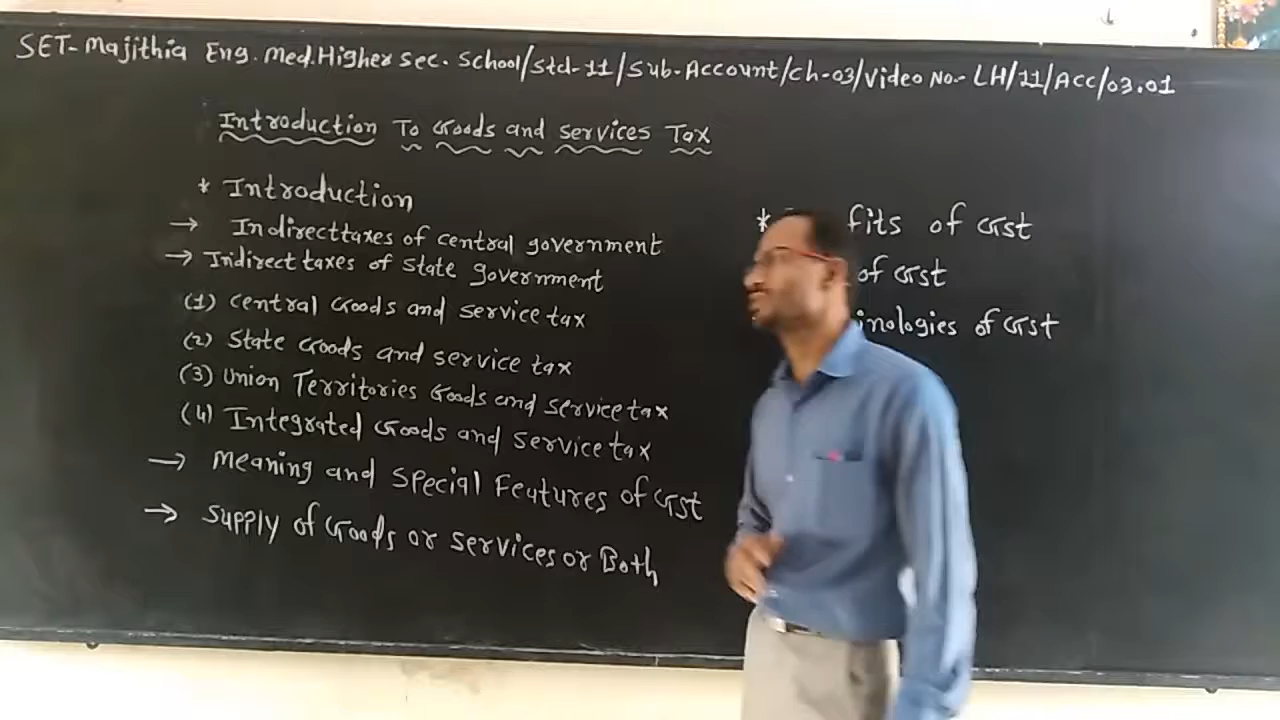 SET-Majithia Eng. Med. Higher Sec. School/Std-11/Sub-Account/Ch-03/Video No.- LH/11/Acc/03.01
Introduction To Goods and services Tax
* Introduction
→ Indirecttaxes of central government
→ Indirect taxes of State government
(1) Central Goods and service tax
(2) State Goods and service tax
(3) Union Territories Goods and service tax
(4) Integrated Goods and service tax
→ Meaning and Special Features of Gst
→ Supply of Goods or services or Both
* fits of Gst
of Gst
inologies of Gst